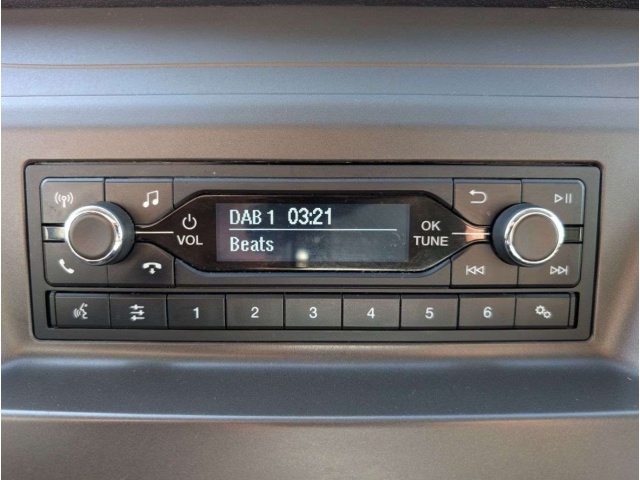 DAB 1 03:21
Beats
VOL
OK
TUNE
1 2 3 4 5 6